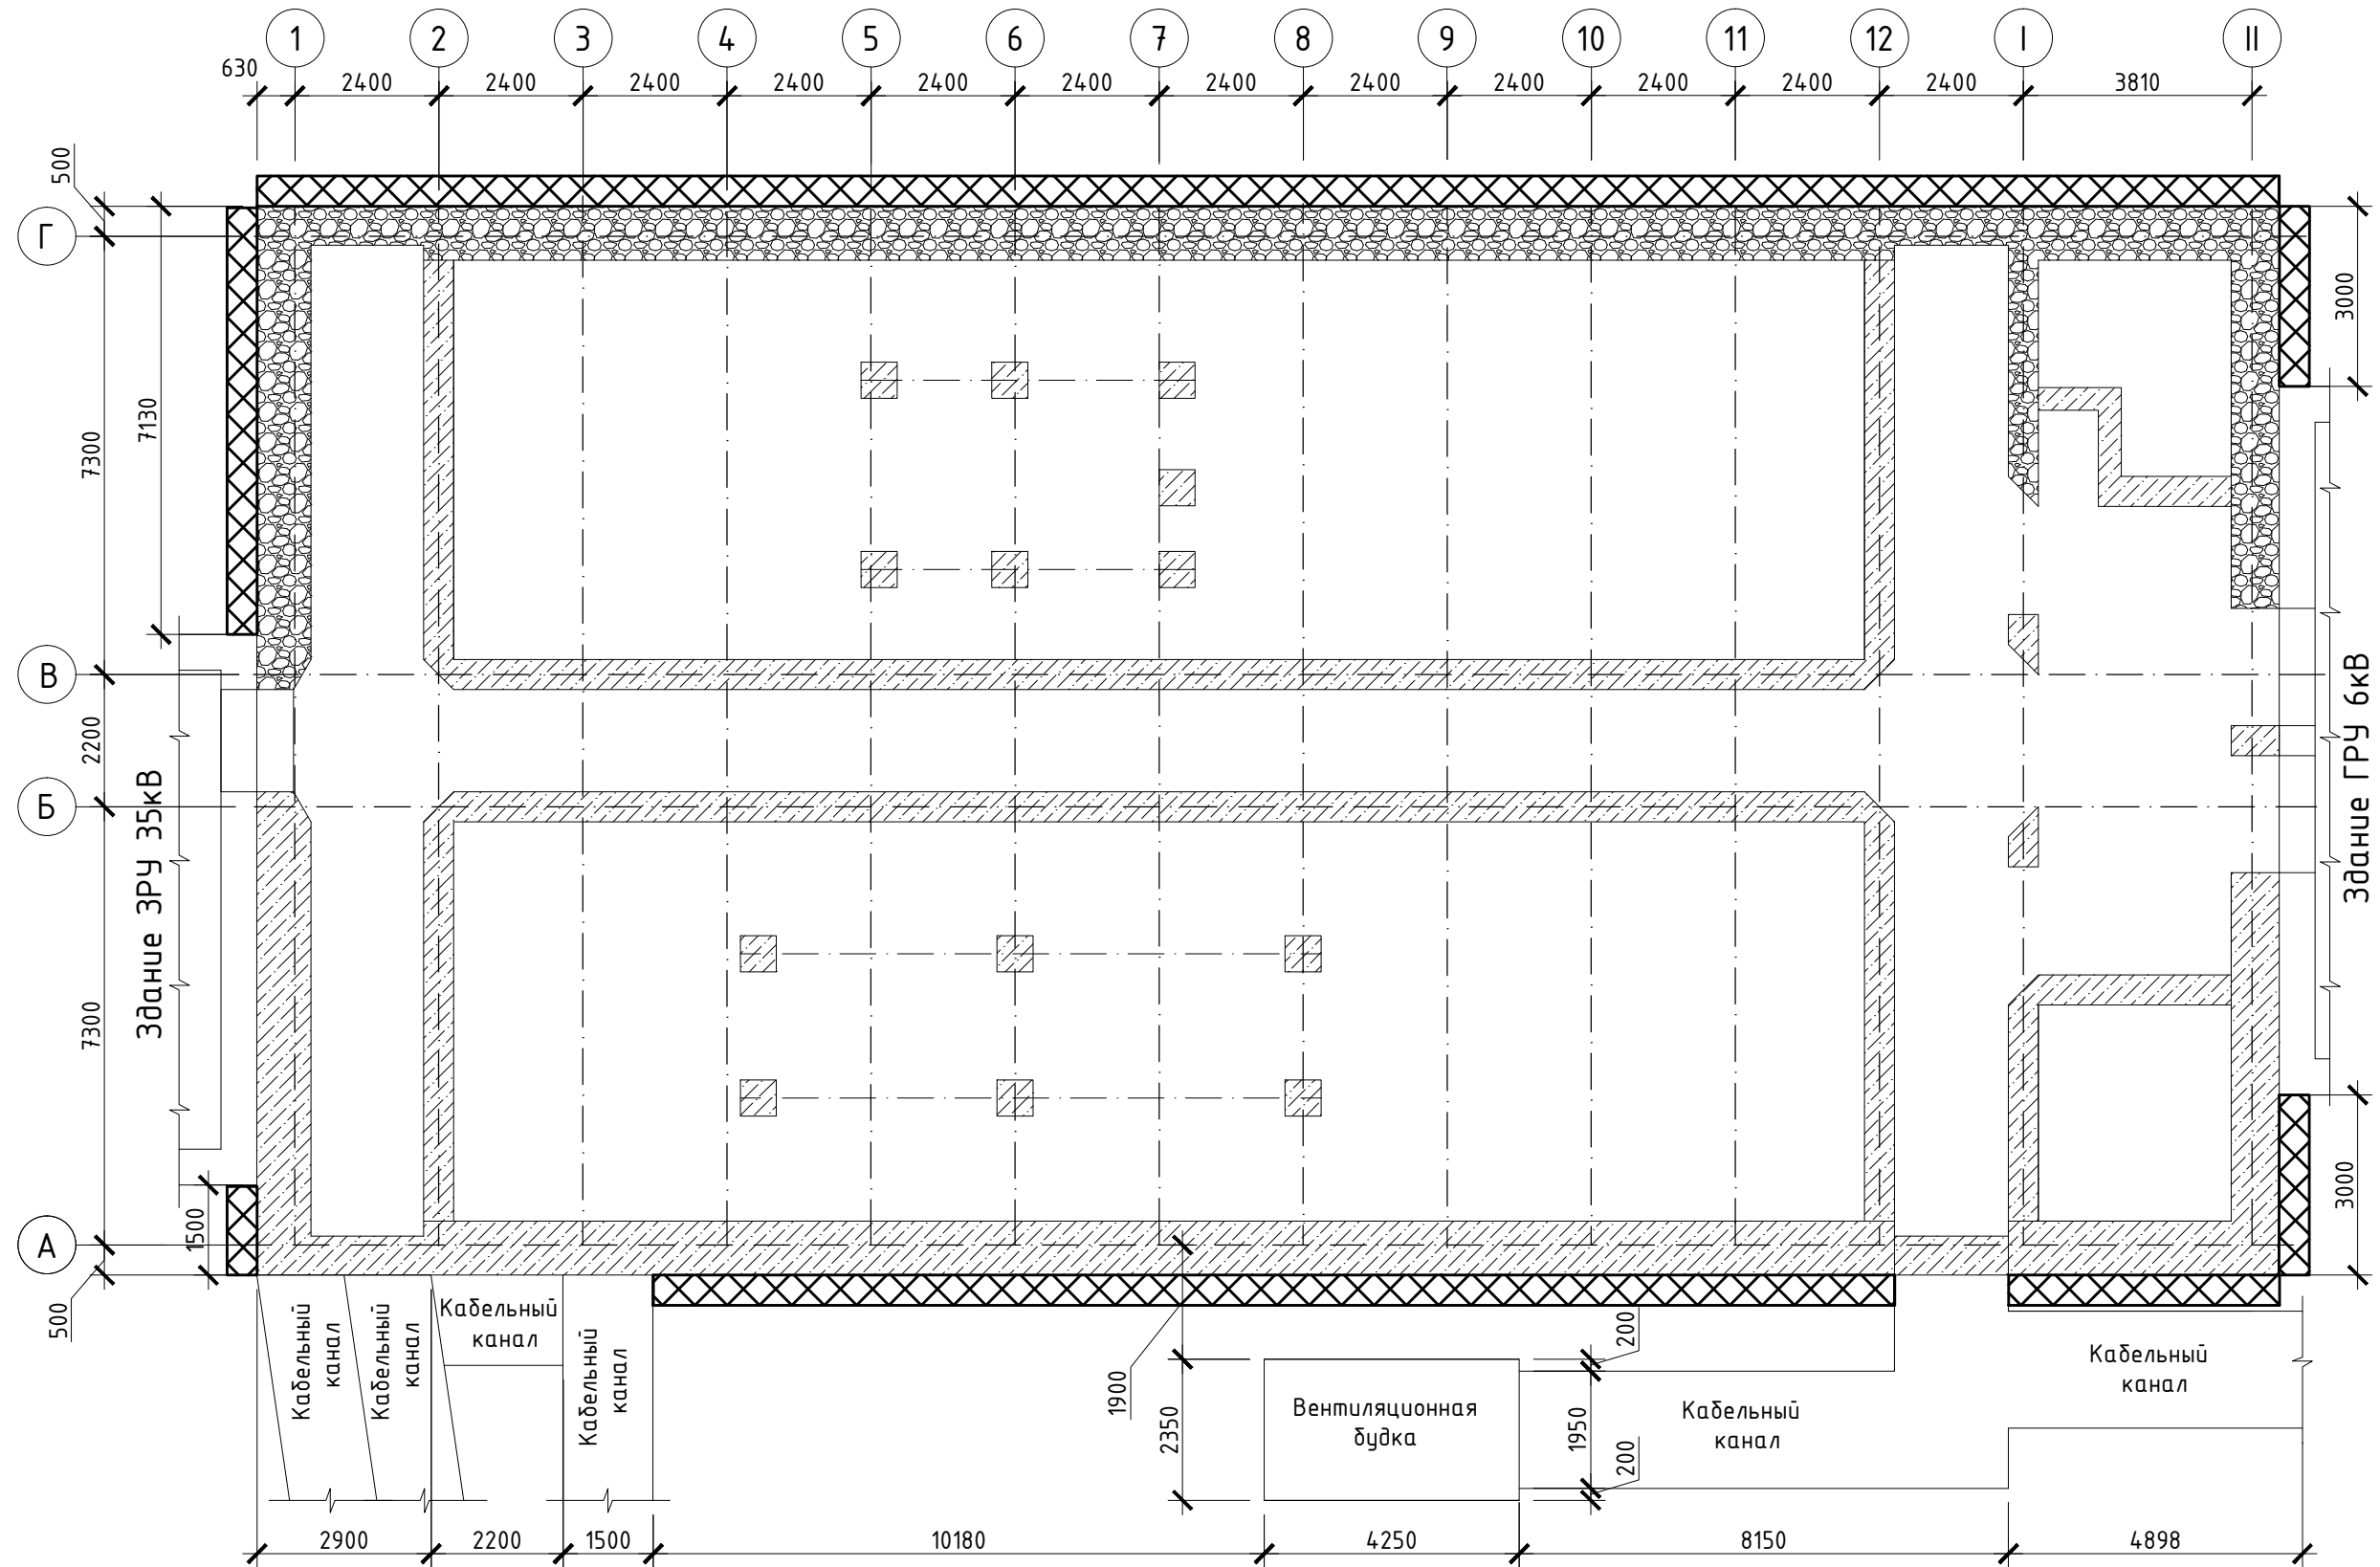 1 2 3 4 5 6 7 8 9 10 11 12 I II
630 2400 2400 2400 2400 2400 2400 2400 2400 2400 2400 2400 2400 3810
500
Г
7130
7300
3000
В
2200
Б
Здание ЗРУ 35кВ
Здание ГРУ 6кВ
7300
1500
3000
А
500
Кабельный
канал
Кабельный
канал
Кабельный
канал
Кабельный
канал
1900
2350
Вентиляционная
будка
200
1950
200
Кабельный
канал
Кабельный
канал
2900 2200 1500 10180 4250 8150 4898